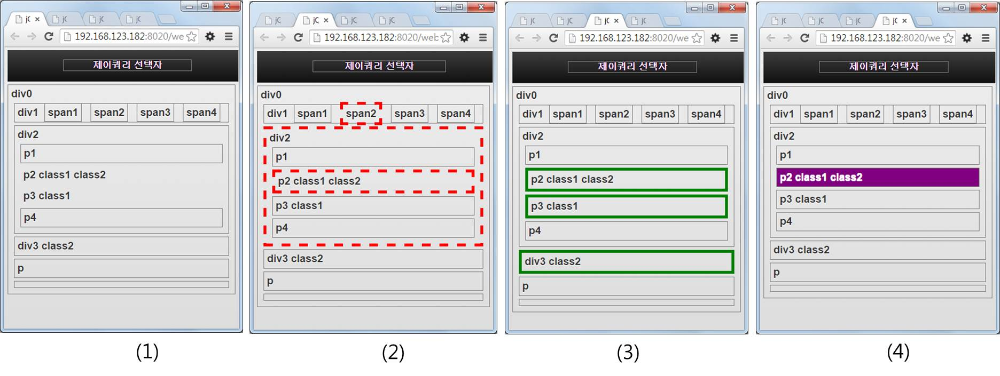 jC
jC
jC
jC
192.168.123.182:8020/we
제이쿼리 선택자
div0
div1 span1 span2 span3 span4
div2
p1
p2 class1 class2
p3 class1
p4
div3 class2
p
(1)
jC
jC
jC
jC
192.168.123.182:8020/web
제이쿼리 선택자
div0
div1 span1 span2 span3 span4
div2
p1
p2 class1 class2
p3 class1
p4
div3 class2
p
(2)
jC
jC
jC
jC
192.168.123.182:8020/we
제이쿼리 선택자
div0
div1 span1 span2 span3 span4
div2
p1
p2 class1 class2
p3 class1
p4
div3 class2
p
(3)
jC
jC
jC
jC
192.168.123.182:8020/we
제이쿼리 선택자
div0
div1 span1 span2 span3 span4
div2
p1
p2 class1 class2
p3 class1
p4
div3 class2
p
(4)